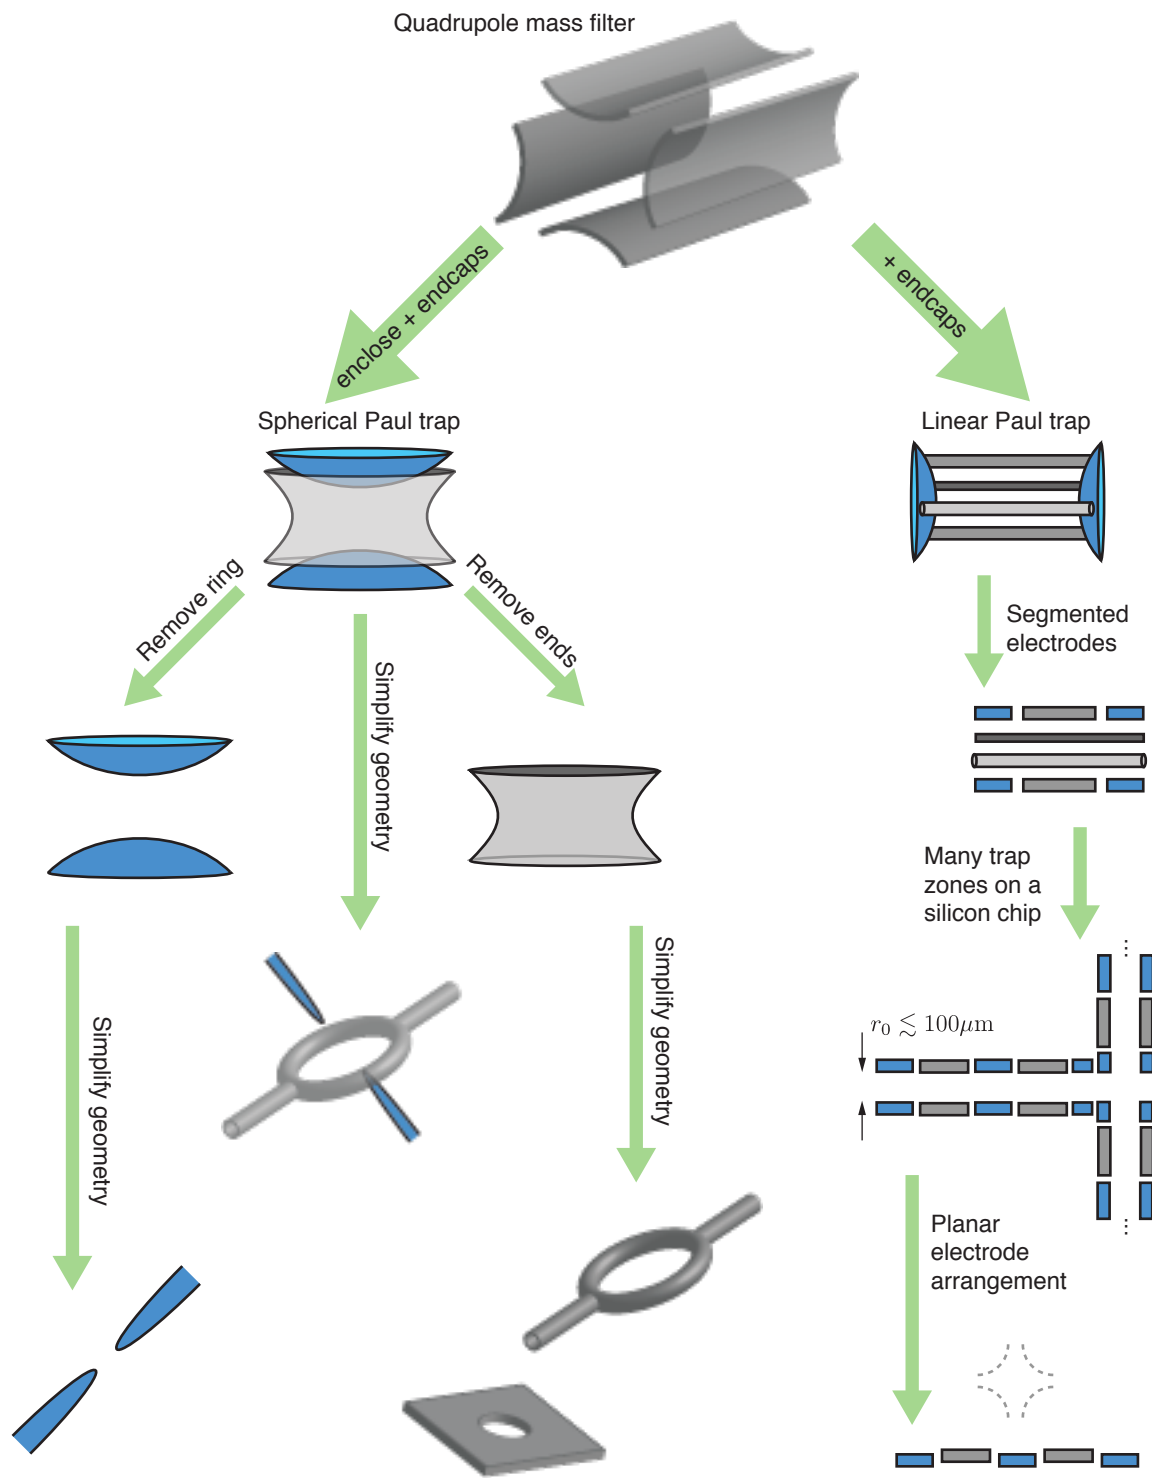 Quadrupole mass filter
enclose + endcaps
+ endcaps
Spherical Paul trap
Linear Paul trap
Remove ring
Simplify geometry
Remove ends
Segmented
electrodes
Many trap
zones on a
silicon chip
...
r₀ ≲ 100μm
Simplify geometry
Simplify geometry
...
Planar
electrode
arrangement